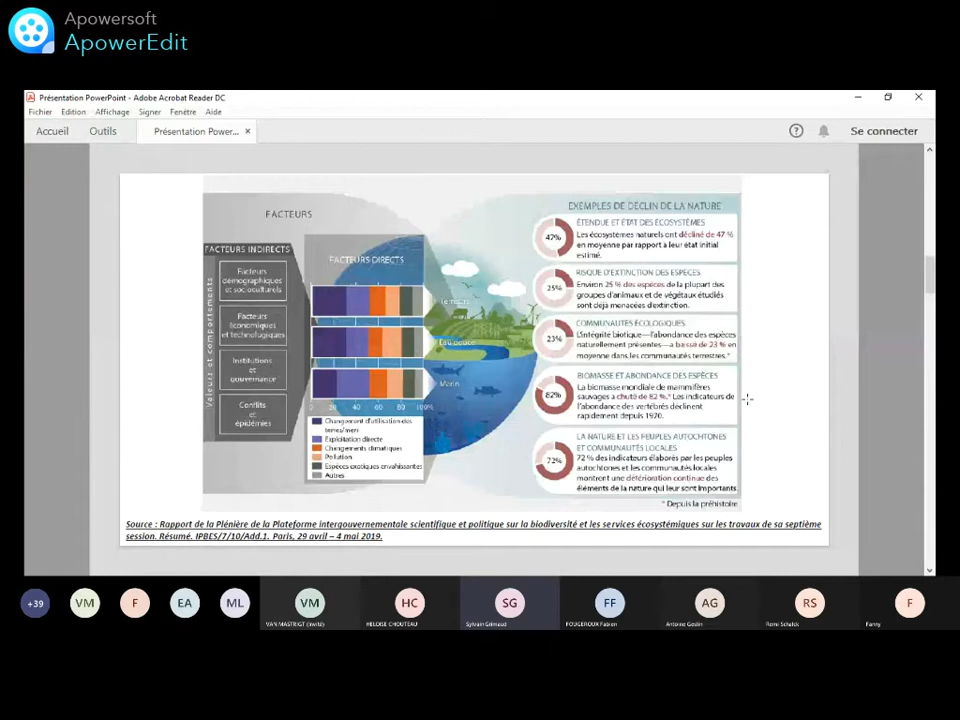 Apowersoft
ApowerEdit
Présentation PowerPoint - Adobe Acrobat Reader DC
Fichier Edition Affichage Signer Fenêtre Aide
Accueil Outils Présentation Power... × ? Se connecter
FACTEURS
FACTEURS INDIRECTS
Valeurs et comportements
Facteurs
démographiques
et socioculturels
Facteurs
économiques
et technologiques
Institutions
et
gouvernance
Conflits
et
épidémies
FACTEURS DIRECTS
Eau douce
Marin
0 20 40 60 80 100%
Changement d'utilisation des
terres/mers
Exploitation directe
Changements climatiques
Pollution
Espèces exotiques envahissantes
Autres
EXEMPLES DE DÉCLIN DE LA NATURE
47%
ÉTENDUE ET ÉTAT DES ÉCOSYSTÈMES
Les écosystèmes naturels ont décliné de 47 %
en moyenne par rapport à leur état initial
estimé.
25%
RISQUE D'EXTINCTION DES ESPÈCES
Environ 25 % des espèces de la plupart des
groupes d'animaux et de végétaux étudiés
sont déjà menacées d'extinction.
23%
COMMUNAUTÉS ÉCOLOGIQUES
L'intégrité biotique—l'abondance des espèces
naturellement présentes—a baissé de 23 % en
moyenne dans les communautés terrestres.*
82%
BIOMASSE ET ABONDANCE DES ESPÈCES
La biomasse mondiale de mammifères
sauvages a chuté de 82 %.* Les indicateurs de
l'abondance des vertébrés déclinent
rapidement depuis 1970.
72%
LA NATURE ET LES PEUPLES AUTOCHTONES
ET COMMUNAUTÉS LOCALES
72 % des indicateurs élaborés par les peuples
autochtones et les communautés locales
montrent une détérioration continue des
éléments de la nature qui leur sont importants.
* Depuis la préhistoire
Source : Rapport de la Plénière de la Plateforme intergouvernementale scientifique et politique sur la biodiversité et les services écosystémiques sur les travaux de sa septième
session. Résumé. IPBES/7/10/Add.1. Paris, 29 avril – 4 mai 2019.
+39 VM F EA ML VM HC SG FF AG RS F
VAN MASTRIGT (Invité) HELOISE CHOUTEAU Sylvain Grimaud FOUGEROUX Fabien Antoine Goslin Romi Schalck Fanny